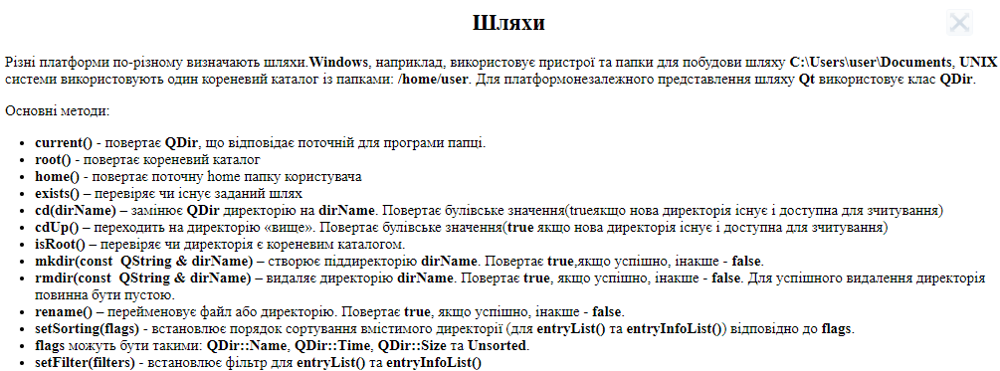 Шляхи
Різні платформи по-різному визначають шляхи.Windows, наприклад, використовує пристрої та папки для побудови шляху C:\Users\user\Documents, UNIX
системи використовують один кореневий каталог із папками: /home/user. Для платформонезалежного представлення шляху Qt використовує клас QDir.
Основні методи:
• current() - повертає QDir, що відповідає поточній для програми папці.
• root() - повертає кореневий каталог
• home() - повертає поточну home папку користувача
• exists() – перевіряє чи існує заданий шлях
• cd(dirName) – замінює QDir директорію на dirName. Повертає булівське значення(trueякщо нова директорія існує і доступна для зчитування)
• cdUp() – переходить на директорію «вище». Повертає булівське значення(true якщо нова директорія існує і доступна для зчитування)
• isRoot() – перевіряє чи директорія є кореневим каталогом.
• mkdir(const  QString & dirName) – створює піддиректорію dirName. Повертає true,якщо успішно, інакше - false.
• rmdir(const  QString & dirName) – видаляє директорію dirName. Повертає true, якщо успішно, інакше - false. Для успішного видалення директорія
повинна бути пустою.
• rename() – перейменовує файл або директорію. Повертає true, якщо успішно, інакше - false.
• setSorting(flags) - встановлює порядок сортування вмістимого директорії (для entryList() та entryInfoList()) відповідно до flags.
• flags можуть бути такими: QDir::Name, QDir::Time, QDir::Size та Unsorted.
• setFilter(filters) - встановлює фільтр для entryList() та entryInfoList()